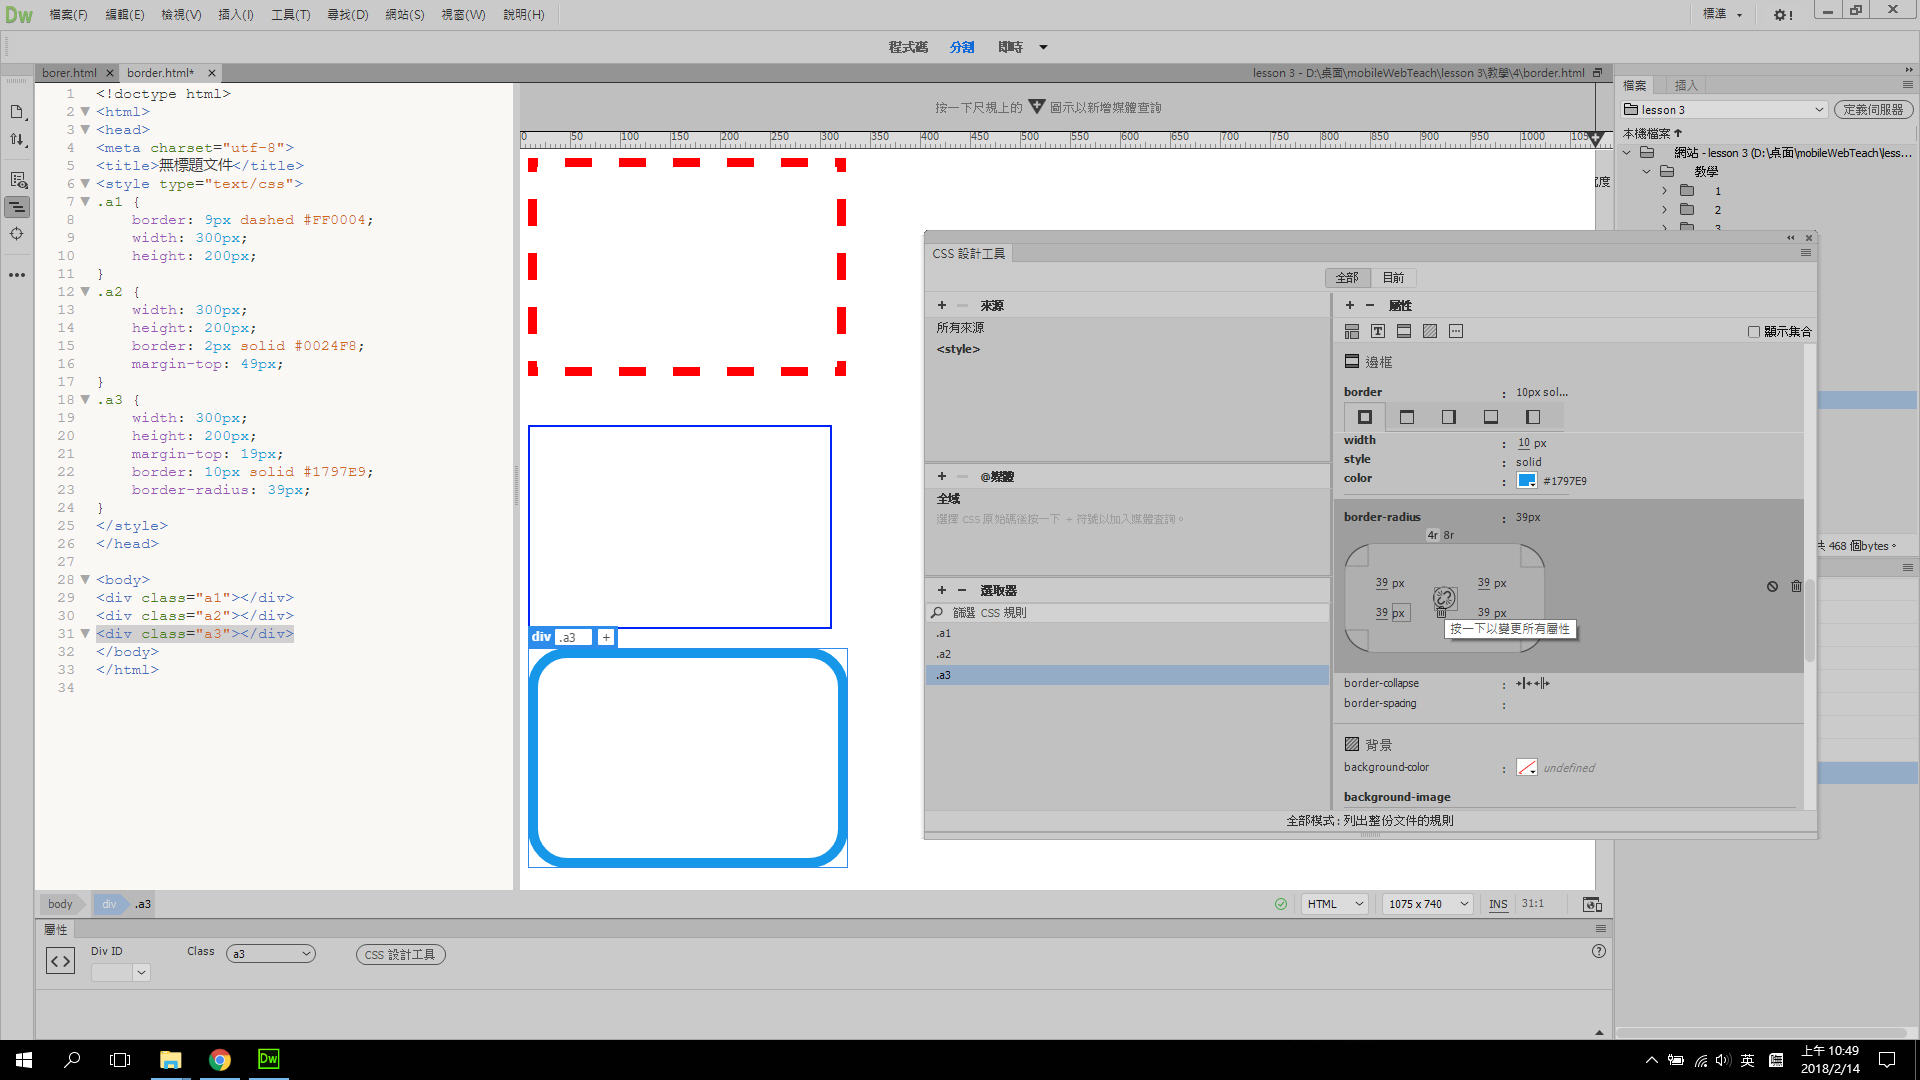 Dw 檔案(F) 編輯(E) 檢視(V) 插入(I) 工具(T) 尋找(D) 網站(S) 視窗(W) 說明(H) 標準
程式碼 分割 即時
borer.html border.html* lesson 3 - D:\桌面\mobileWebTeach\lesson 3\教學\4\border.html
按一下尺規上的 圖示以新增媒體查詢
0 50 100 150 200 250 300 350 400 450 500 550 600 650 700 750 800 850 900 950 1000
1 <!doctype html>
2 <html>
3 <head>
4 <meta charset="utf-8">
5 <title>無標題文件</title>
6 <style type="text/css">
7 .a1 {
8 border: 9px dashed #FF0004;
9 width: 300px;
10 height: 200px;
11 }
12 .a2 {
13 width: 300px;
14 height: 200px;
15 border: 2px solid #0024F8;
16 margin-top: 49px;
17 }
18 .a3 {
19 width: 300px;
20 height: 200px;
21 margin-top: 19px;
22 border: 10px solid #1797E9;
23 border-radius: 39px;
24 }
25 </style>
26 </head>
27
28 <body>
29 <div class="a1"></div>
30 <div class="a2"></div>
31 <div class="a3"></div>
32 </body>
33 </html>
34
div .a3 +
CSS 設計工具
全部 目前
來源
所有來源
<style>
@媒體
全域
選擇 CSS 原始碼後按一下 + 符號以加入媒體查詢。
選取器
篩選 CSS 規則
.a1
.a2
.a3
屬性
顯示集合
邊框
border : 10px sol...
width : 10 px
style : solid
color : #1797E9
border-radius : 39px
4r 8r
39 px 39 px
39 px 39 px
按一下以變更所有屬性
border-collapse :
border-spacing :
背景
background-color : undefined
background-image
全部模式 : 列出整份文件的規則
檔案 插入
lesson 3 定義伺服器
本機檔案
網站 - lesson 3 (D:\桌面\mobileWebTeach\less...
教學
1
2
3
共 468 個bytes。
body div .a3 HTML 1075 x 740 INS 31:1
屬性
Div ID Class a3 CSS 設計工具
Dw 英 上午 10:49
2018/2/14